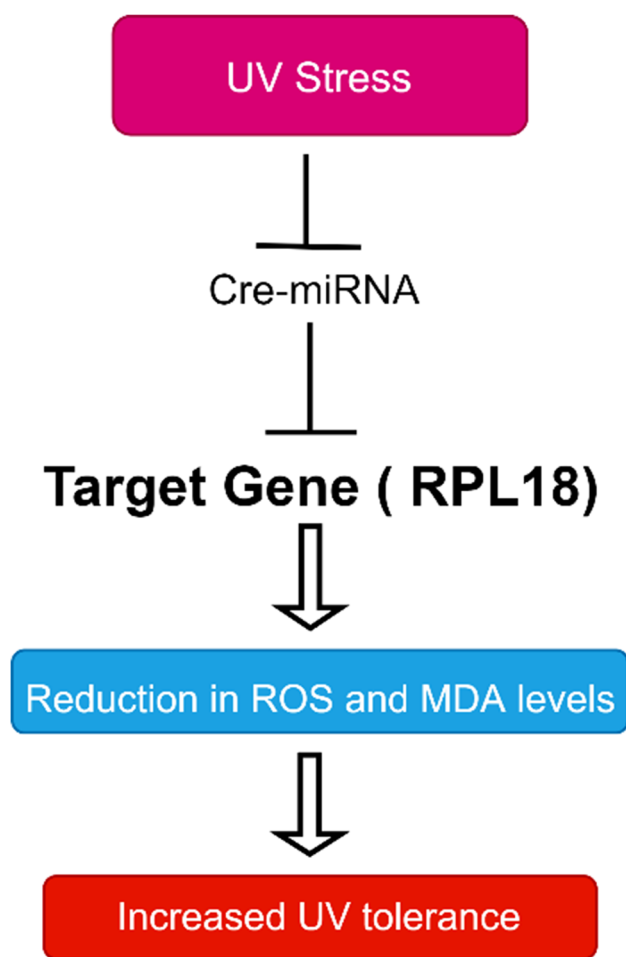 UV Stress
Cre-miRNA
Target Gene ( RPL18)
Reduction in ROS and MDA levels
Increased UV tolerance